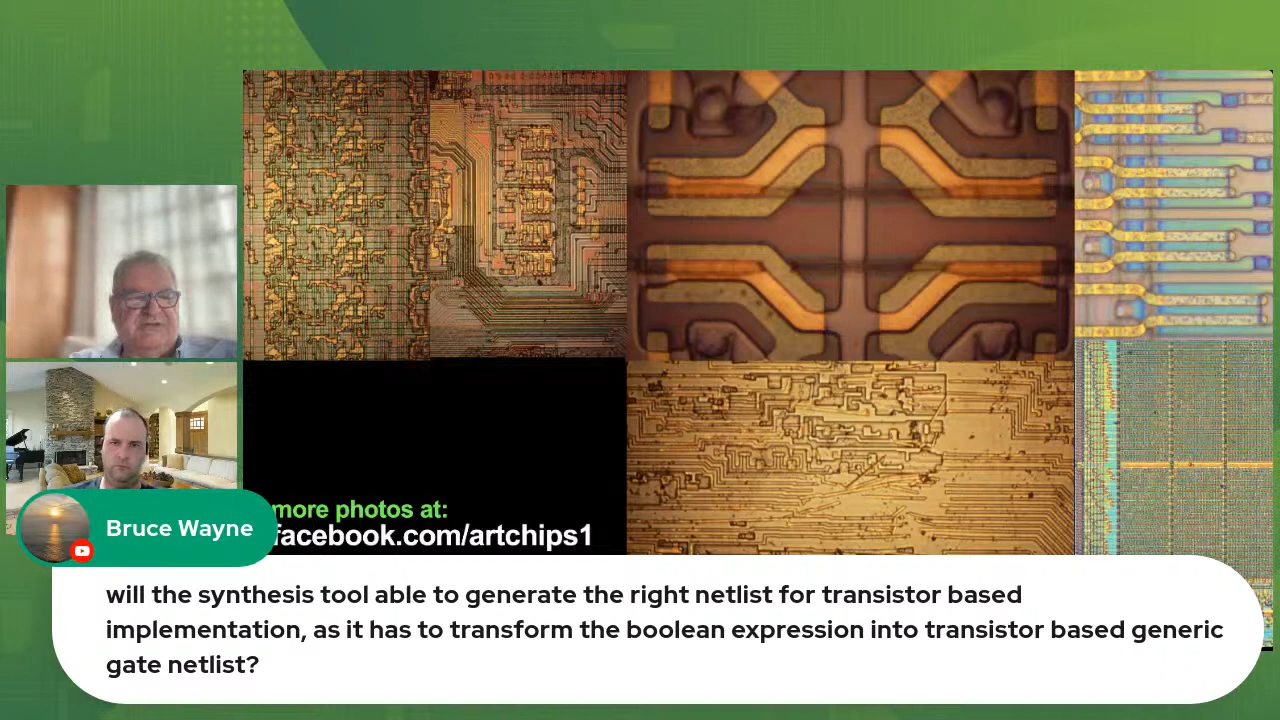 more photos at:
facebook.com/artchips1
Bruce Wayne
will the synthesis tool able to generate the right netlist for transistor based
implementation, as it has to transform the boolean expression into transistor based generic
gate netlist?